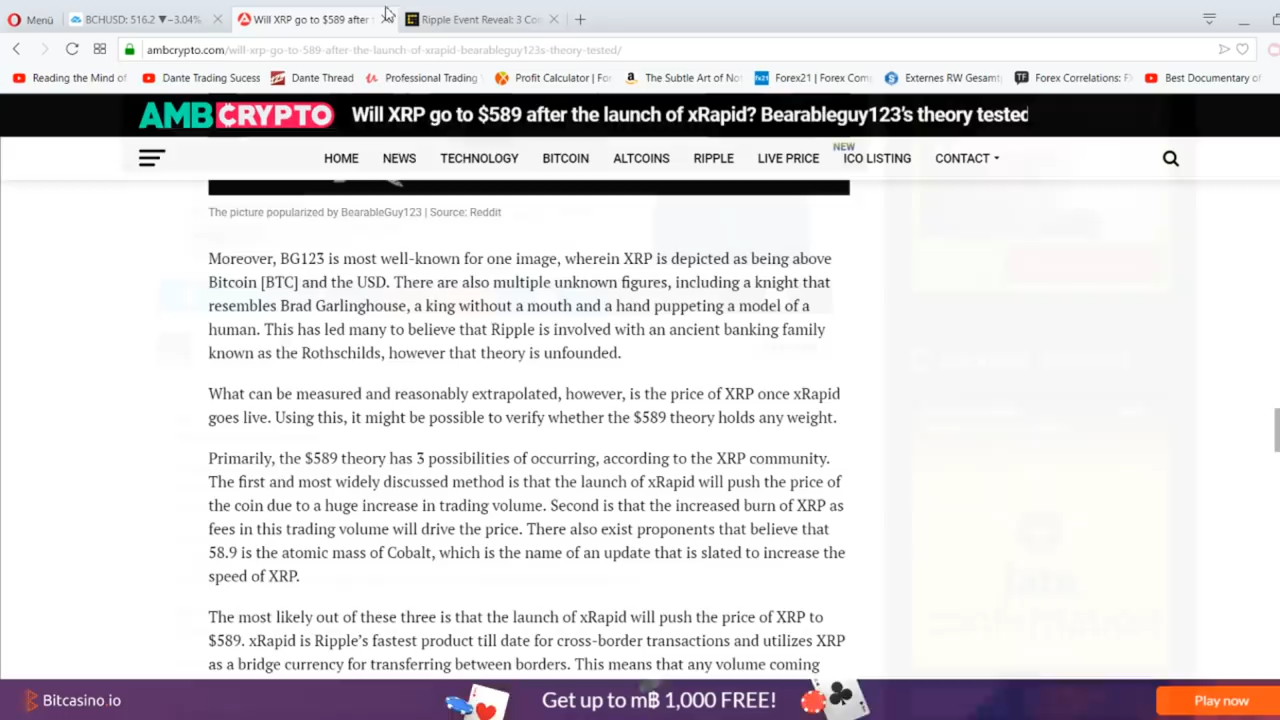 Menü
BCHUSD: 516.2 ▼−3.04%
Will XRP go to $589 after
Ripple Event Reveal: 3 Co
ambcrypto.com/will-xrp-go-to-589-after-the-launch-of-xrapid-bearableguy123s-theory-tested/
Reading the Mind of
Dante Trading Sucess
Dante Thread
Professional Trading
Profit Calculator | Fo
The Subtle Art of No
Forex21 | Forex Com
Externes RW Gesamt
Forex Correlations: F
Best Documentary of
AMBCRYPTO
Will XRP go to $589 after the launch of xRapid? Bearableguy123's theory tested
HOME NEWS TECHNOLOGY BITCOIN ALTCOINS RIPPLE LIVE PRICE NEW ICO LISTING CONTACT
The picture popularized by BearableGuy123 | Source: Reddit
Moreover, BG123 is most well-known for one image, wherein XRP is depicted as being above
Bitcoin [BTC] and the USD. There are also multiple unknown figures, including a knight that
resembles Brad Garlinghouse, a king without a mouth and a hand puppeting a model of a
human. This has led many to believe that Ripple is involved with an ancient banking family
known as the Rothschilds, however that theory is unfounded.
What can be measured and reasonably extrapolated, however, is the price of XRP once xRapid
goes live. Using this, it might be possible to verify whether the $589 theory holds any weight.
Primarily, the $589 theory has 3 possibilities of occurring, according to the XRP community.
The first and most widely discussed method is that the launch of xRapid will push the price of
the coin due to a huge increase in trading volume. Second is that the increased burn of XRP as
fees in this trading volume will drive the price. There also exist proponents that believe that
58.9 is the atomic mass of Cobalt, which is the name of an update that is slated to increase the
speed of XRP.
The most likely out of these three is that the launch of xRapid will push the price of XRP to
$589. xRapid is Ripple's fastest product till date for cross-border transactions and utilizes XRP
as a bridge currency for transferring between borders. This means that any volume coming
Bitcasino.io
Get up to m฿ 1,000 FREE!
Play now